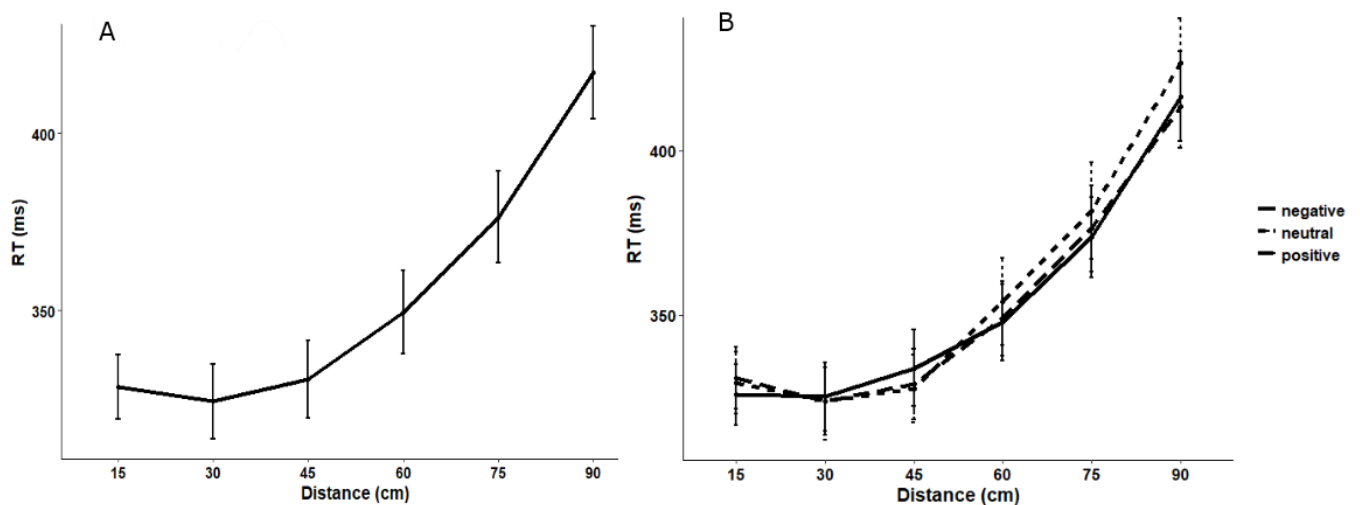 A
RT (ms)
400
350
15 30 45 60 75 90
Distance (cm)
B
RT (ms)
400
350
15 30 45 60 75 90
Distance (cm)
negative
neutral
positive